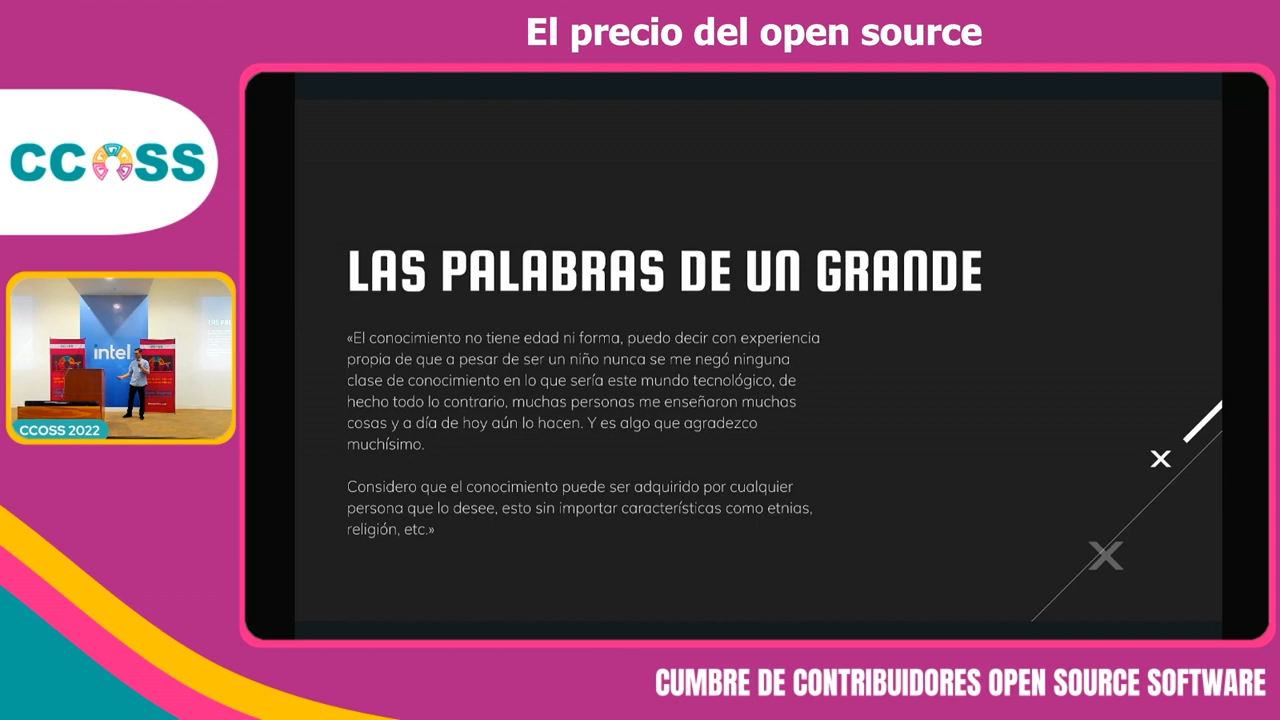 El precio del open source
CCOSS
intel
CCOSS 2022
LAS PALABRAS DE UN GRANDE
«El conocimiento no tiene edad ni forma, puedo decir con experiencia
propia de que a pesar de ser un niño nunca se me negó ninguna
clase de conocimiento en lo que sería este mundo tecnológico, de
hecho todo lo contrario, muchas personas me enseñaron muchas
cosas y a día de hoy aún lo hacen. Y es algo que agradezco
muchísimo.
Considero que el conocimiento puede ser adquirido por cualquier
persona que lo desee, esto sin importar características como etnias,
religión, etc.»
CUMBRE DE CONTRIBUIDORES OPEN SOURCE SOFTWARE